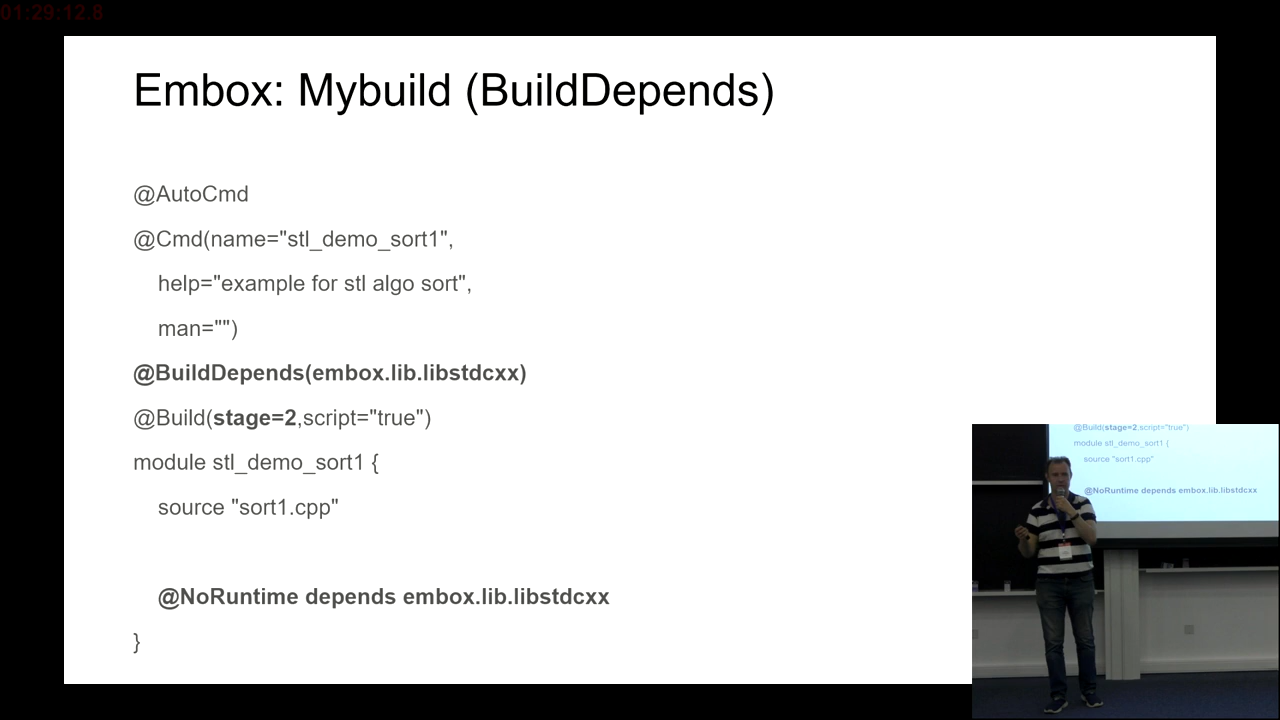 01:29:12.8
Embox: Mybuild (BuildDepends)
@AutoCmd
@Cmd(name="stl_demo_sort1",
help="example for stl algo sort",
man="")
@BuildDepends(embox.lib.libstdcxx)
@Build(stage=2,script="true")
module stl_demo_sort1 {
source "sort1.cpp"
@NoRuntime depends embox.lib.libstdcxx
}
@Build(stage=2,script="true")
module stl_demo_sort1 {
source "sort1.cpp"
@NoRuntime depends embox.lib.libstdcxx